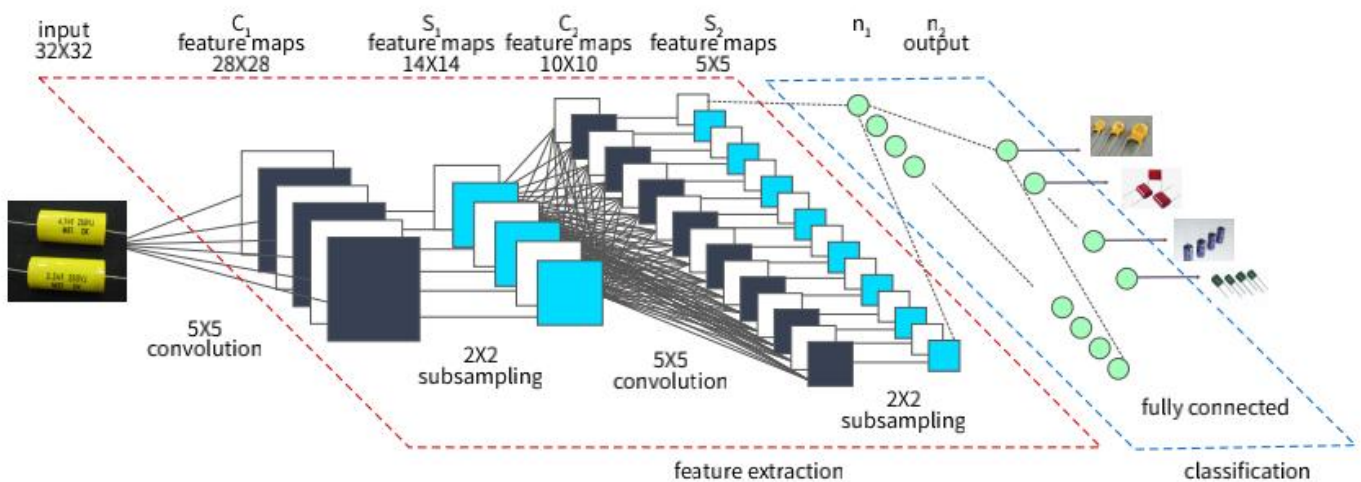 input
32X32
C1
feature maps
28X28
S1
feature maps
14X14
C2
feature maps
10X10
S2
feature maps
5X5
n1
n2
output
5X5
convolution
2X2
subsampling
5X5
convolution
2X2
subsampling
fully connected
feature extraction
classification